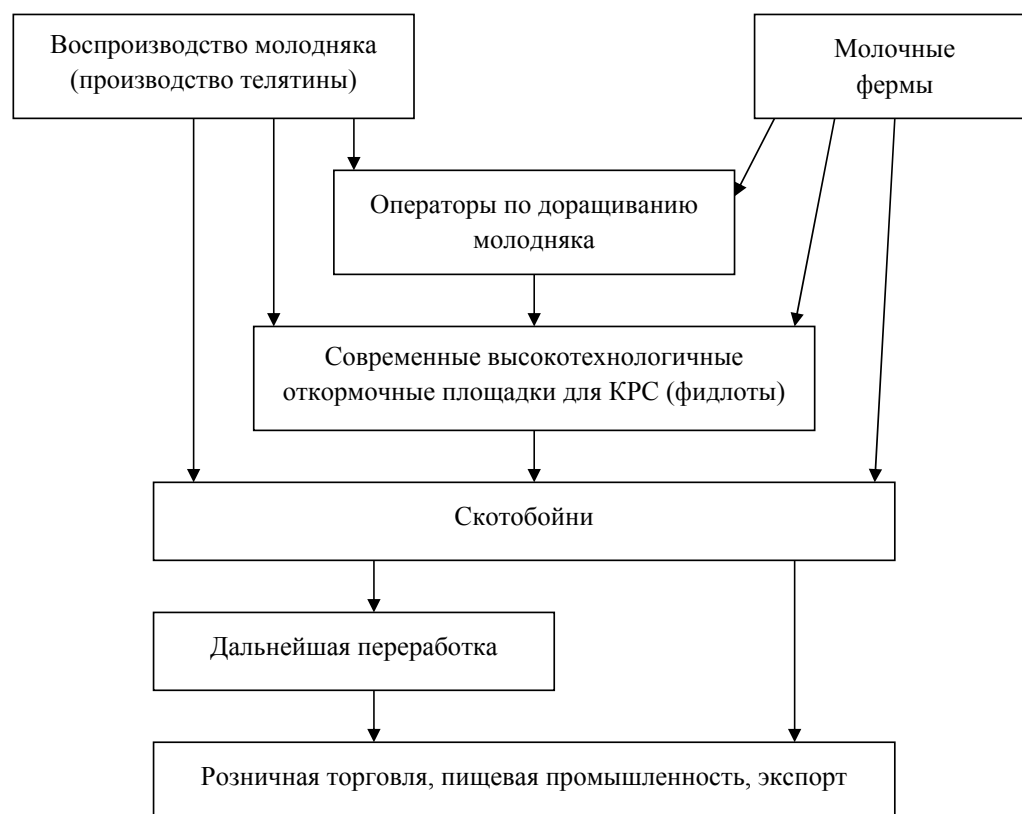 Воспроизводство молодняка
(производство телятины)
Молочные
фермы
Операторы по доращиванию
молодняка
Современные высокотехнологичные
откормочные площадки для КРС (фидлоты)
Скотобойни
Дальнейшая переработка
Розничная торговля, пищевая промышленность, экспорт